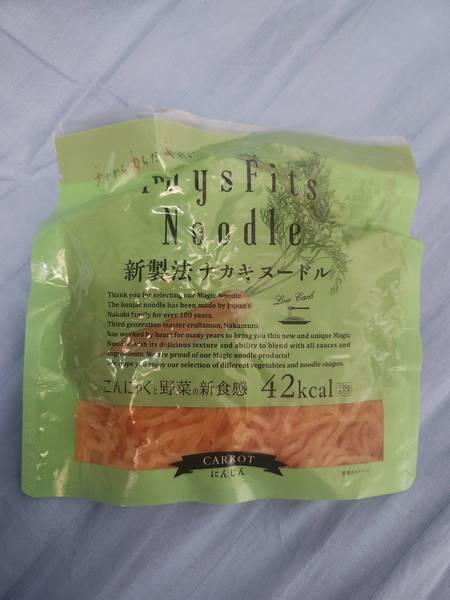 MysFits
Noodle
新製法ナカキヌードル
Low Carb
Thank you for selecting our Magic Noodle.
The konjac noodle has been made by Japan's
Nakaki family for over 100 years.
Third generation master craftsman, Nakamura,
has worked by heart for many years to bring you this new and unique Magic
Noodle with its delicious texture and ability to blend with all sauces and
ingredients. We are proud of our Magic noodle products!
We hope you enjoy our selection of different vegetables and noodle shapes.
こんにゃくと野菜の新食感 42kcal
CARROT
にんじん